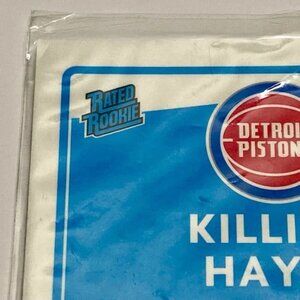 RATED
ROOKIE
DETROI
PISTON
KILLI
HAY